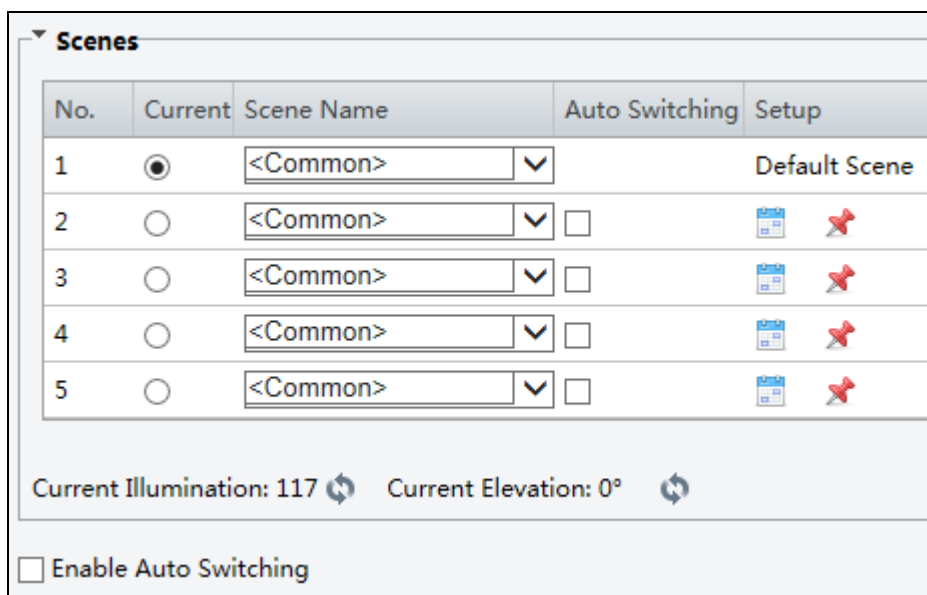 Scenes
No. Current Scene Name Auto Switching Setup
1 <Common> Default Scene
2 <Common>
3 <Common>
4 <Common>
5 <Common>
Current Illumination: 117 Current Elevation: 0°
Enable Auto Switching